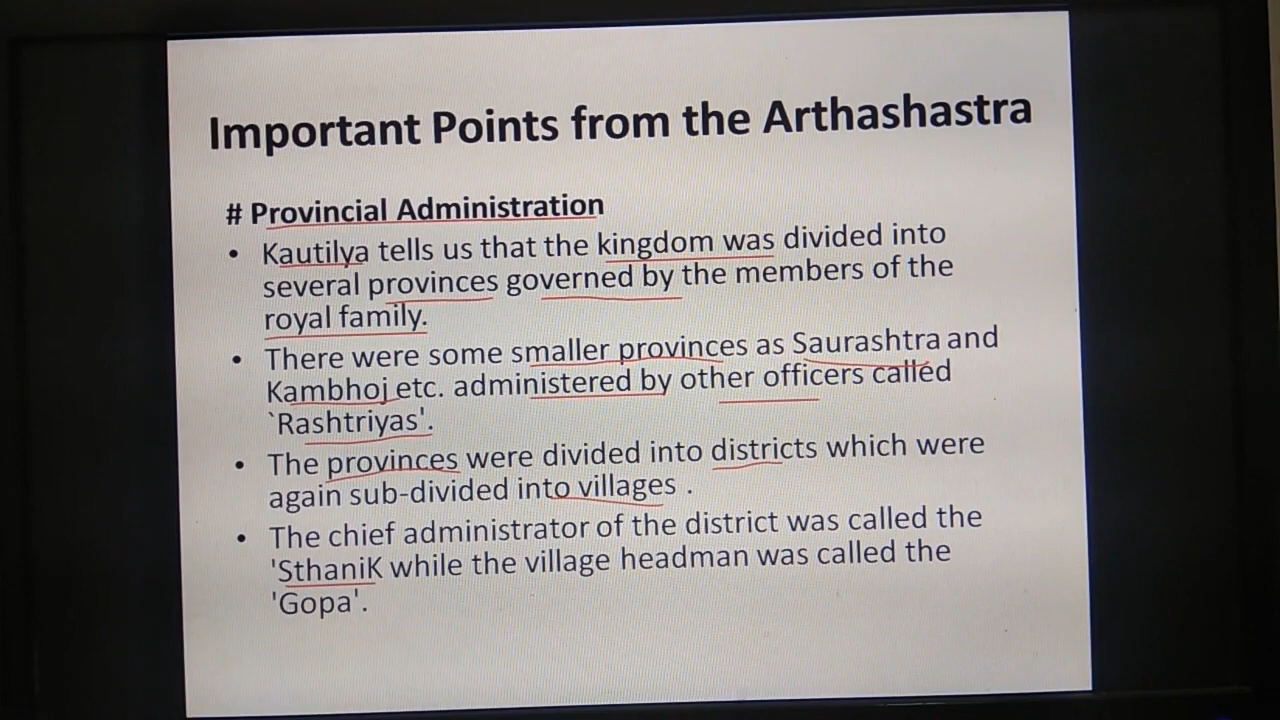 Important Points from the Arthashastra
# Provincial Administration
• Kautilya tells us that the kingdom was divided into
several provinces governed by the members of the
royal family.
• There were some smaller provinces as Saurashtra and
Kambhoj etc. administered by other officers called
`Rashtriyas'.
• The provinces were divided into districts which were
again sub-divided into villages .
• The chief administrator of the district was called the
'SthaniK while the village headman was called the
'Gopa'.